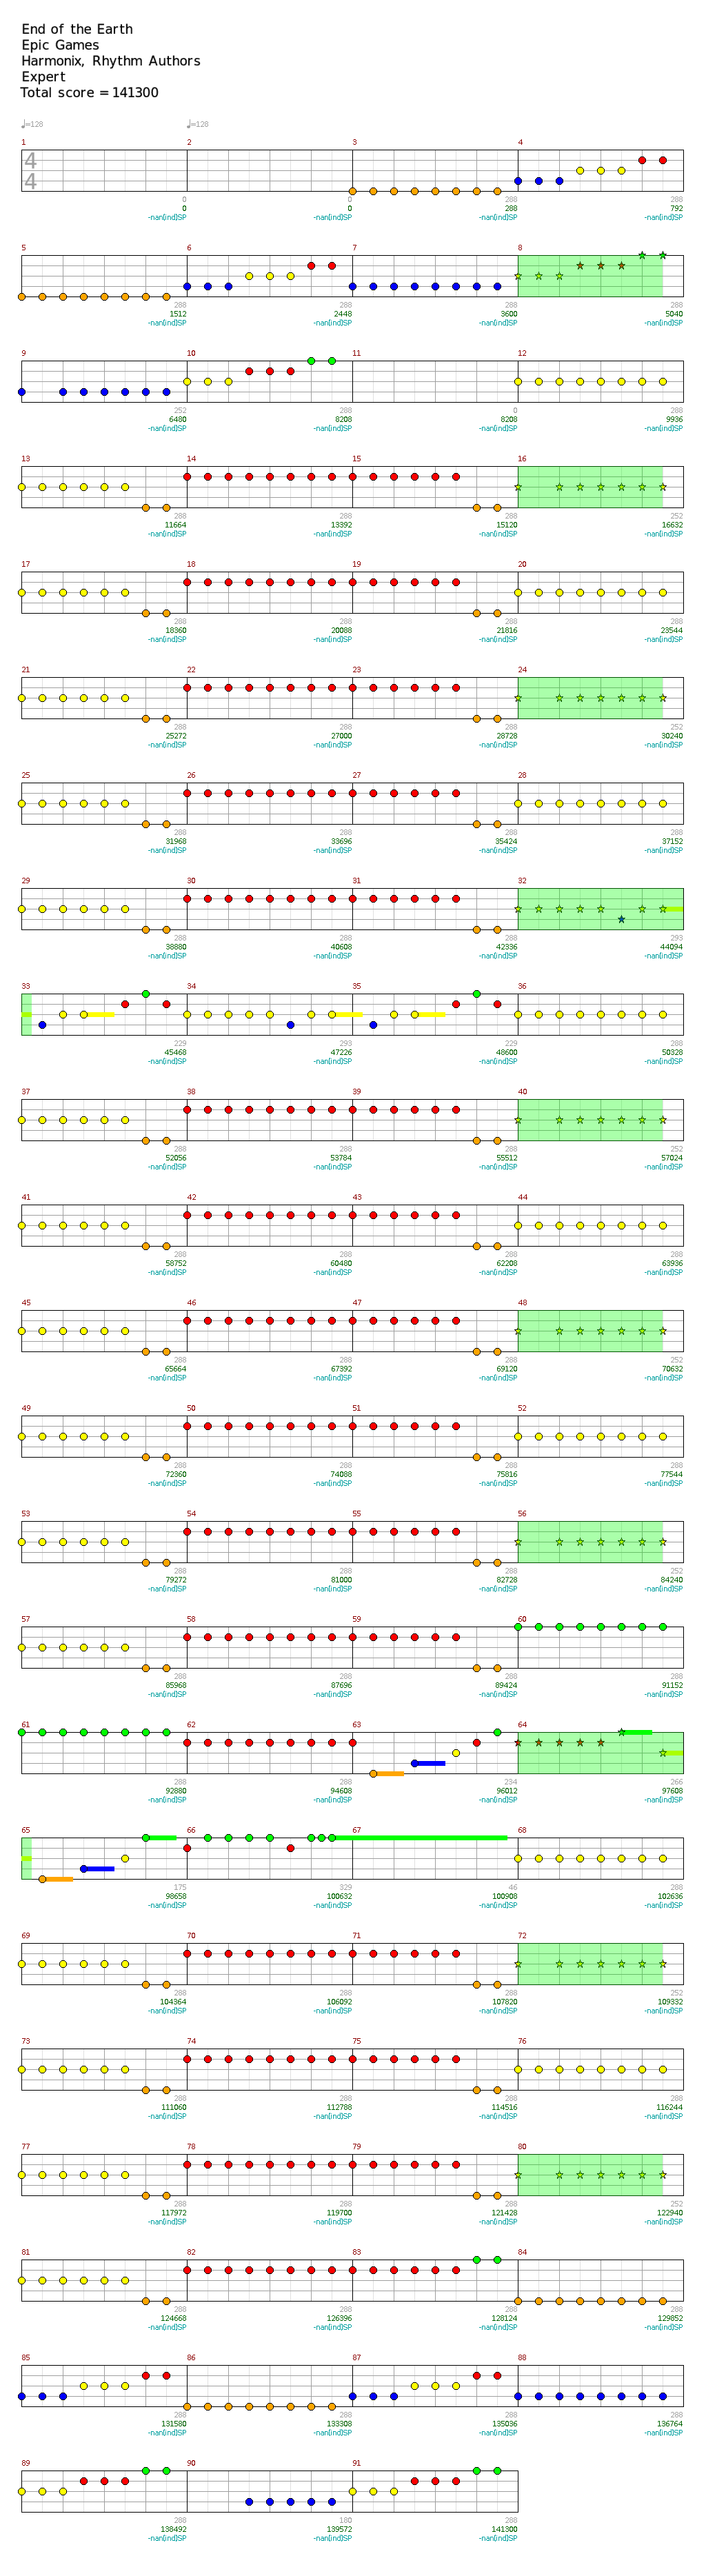 End of the Earth
Epic Games
Harmonix, Rhythm Authors
Expert
Total score = 141300
♩=128 ♩=128
1 2 3 4
4
4
0 0 288 288
0 0 288 792
-nan(ind)SP -nan(ind)SP -nan(ind)SP -nan(ind)SP
5 6 7 8
288 288 288 288
1512 2448 3600 5040
-nan(ind)SP -nan(ind)SP -nan(ind)SP -nan(ind)SP
9 10 11 12
252 288 0 288
6480 8208 8208 9936
-nan(ind)SP -nan(ind)SP -nan(ind)SP -nan(ind)SP
13 14 15 16
288 288 288 252
11664 13392 15120 16632
-nan(ind)SP -nan(ind)SP -nan(ind)SP -nan(ind)SP
17 18 19 20
288 288 288 288
18360 20088 21816 23544
-nan(ind)SP -nan(ind)SP -nan(ind)SP -nan(ind)SP
21 22 23 24
288 288 288 252
25272 27000 28728 30240
-nan(ind)SP -nan(ind)SP -nan(ind)SP -nan(ind)SP
25 26 27 28
288 288 288 288
31968 33696 35424 37152
-nan(ind)SP -nan(ind)SP -nan(ind)SP -nan(ind)SP
29 30 31 32
288 288 288 293
38880 40608 42336 44094
-nan(ind)SP -nan(ind)SP -nan(ind)SP -nan(ind)SP
33 34 35 36
229 293 229 288
45468 47226 48600 50328
-nan(ind)SP -nan(ind)SP -nan(ind)SP -nan(ind)SP
37 38 39 40
288 288 288 252
52056 53784 55512 57024
-nan(ind)SP -nan(ind)SP -nan(ind)SP -nan(ind)SP
41 42 43 44
288 288 288 288
58752 60480 62208 63936
-nan(ind)SP -nan(ind)SP -nan(ind)SP -nan(ind)SP
45 46 47 48
288 288 288 252
65664 67392 69120 70632
-nan(ind)SP -nan(ind)SP -nan(ind)SP -nan(ind)SP
49 50 51 52
288 288 288 288
72360 74088 75816 77544
-nan(ind)SP -nan(ind)SP -nan(ind)SP -nan(ind)SP
53 54 55 56
288 288 288 252
79272 81000 82728 84240
-nan(ind)SP -nan(ind)SP -nan(ind)SP -nan(ind)SP
57 58 59 60
288 288 288 288
85968 87696 89424 91152
-nan(ind)SP -nan(ind)SP -nan(ind)SP -nan(ind)SP
61 62 63 64
288 288 234 266
92880 94608 96012 97608
-nan(ind)SP -nan(ind)SP -nan(ind)SP -nan(ind)SP
65 66 67 68
175 329 46 288
98658 100632 100908 102636
-nan(ind)SP -nan(ind)SP -nan(ind)SP -nan(ind)SP
69 70 71 72
288 288 288 252
104364 106092 107820 109332
-nan(ind)SP -nan(ind)SP -nan(ind)SP -nan(ind)SP
73 74 75 76
288 288 288 288
111060 112788 114516 116244
-nan(ind)SP -nan(ind)SP -nan(ind)SP -nan(ind)SP
77 78 79 80
288 288 288 252
117972 119700 121428 122940
-nan(ind)SP -nan(ind)SP -nan(ind)SP -nan(ind)SP
81 82 83 84
288 288 288 288
124668 126396 128124 129852
-nan(ind)SP -nan(ind)SP -nan(ind)SP -nan(ind)SP
85 86 87 88
288 288 288 288
131580 133308 135036 136764
-nan(ind)SP -nan(ind)SP -nan(ind)SP -nan(ind)SP
89 90 91
288 180 288
138492 139572 141300
-nan(ind)SP -nan(ind)SP -nan(ind)SP